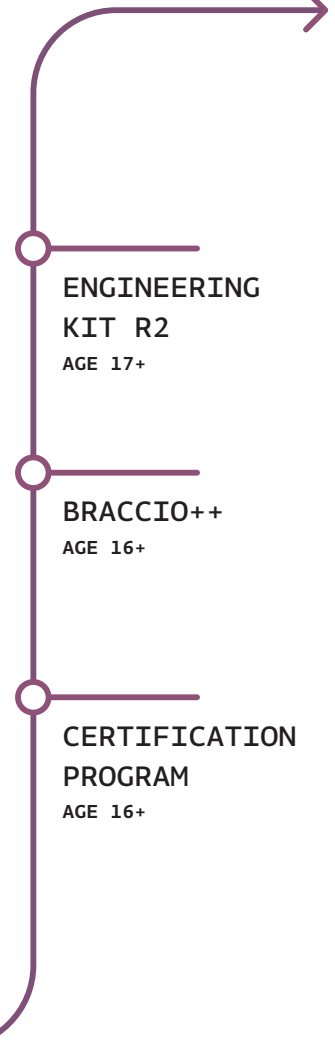 ENGINEERING
KIT R2
AGE 17+
BRACCIO++
AGE 16+
CERTIFICATION
PROGRAM
AGE 16+